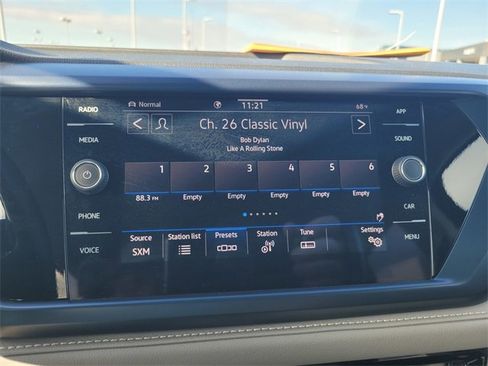 RADIO
MEDIA
PHONE
VOICE
Normal
11:21
68°F
APP
SOUND
CAR
MENU
< Ch. 26 Classic Vinyl >
Bob Dylan
Like A Rolling Stone
1 2 3 4 5 6
88.3 FM Empty Empty Empty Empty Empty
Source Station list Presets Station Tune Settings
SXM